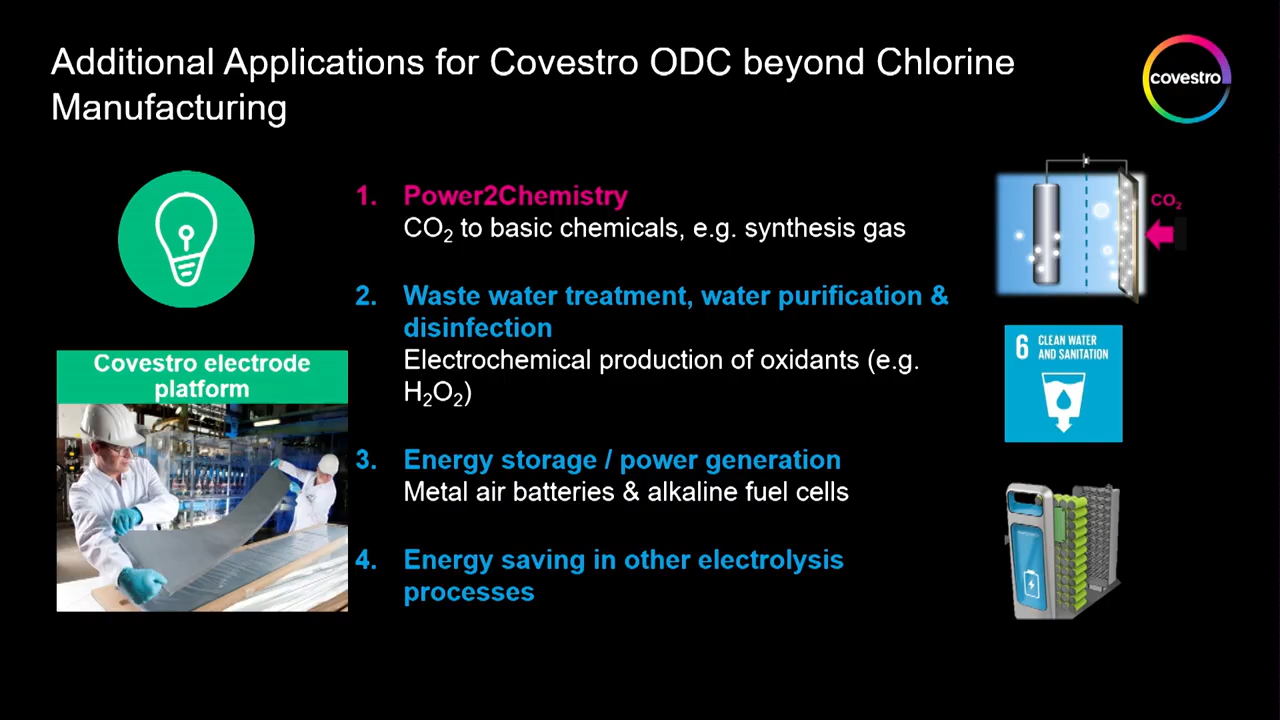 Additional Applications for Covestro ODC beyond Chlorine
Manufacturing
covestro
Covestro electrode
platform
1. Power2Chemistry
CO₂ to basic chemicals, e.g. synthesis gas
2. Waste water treatment, water purification &
disinfection
Electrochemical production of oxidants (e.g.
H₂O₂)
3. Energy storage / power generation
Metal air batteries & alkaline fuel cells
4. Energy saving in other electrolysis
processes
CO₂
6 CLEAN WATER
AND SANITATION